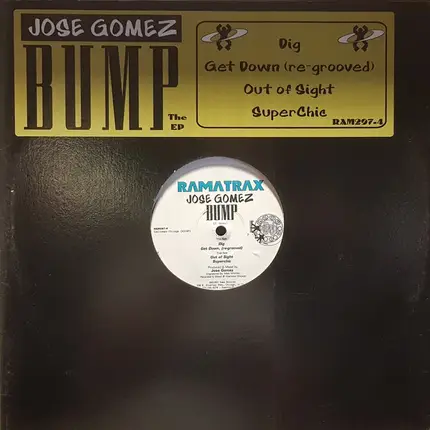 JOSE GOMEZ
BUMP
The
EP
Dig
Get Down (re-grooved)
Out of Sight
SuperChic
RAM297-4
RAMATRAX
JOSE GOMEZ
BUMP
Dig
Get Down, (regrooved)
Out of Sight
Superchic
Jose Gomez